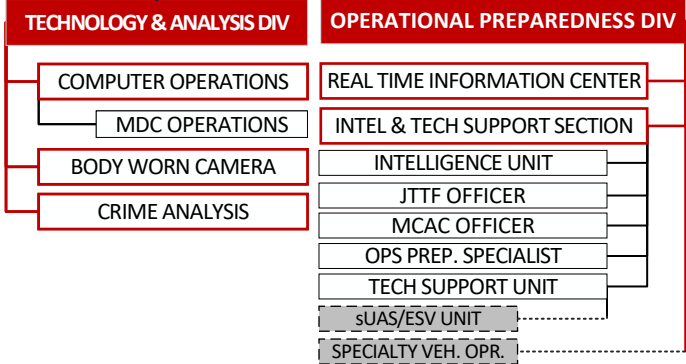 TECHNOLOGY & ANALYSIS DIV
COMPUTER OPERATIONS
MDC OPERATIONS
BODY WORN CAMERA
CRIME ANALYSIS
OPERATIONAL PREPAREDNESS DIV
REAL TIME INFORMATION CENTER
INTEL & TECH SUPPORT SECTION
INTELLIGENCE UNIT
JTTF OFFICER
MCAC OFFICER
OPS PREP. SPECIALIST
TECH SUPPORT UNIT
sUAS/ESV UNIT
SPECIALTY VEH. OPR.